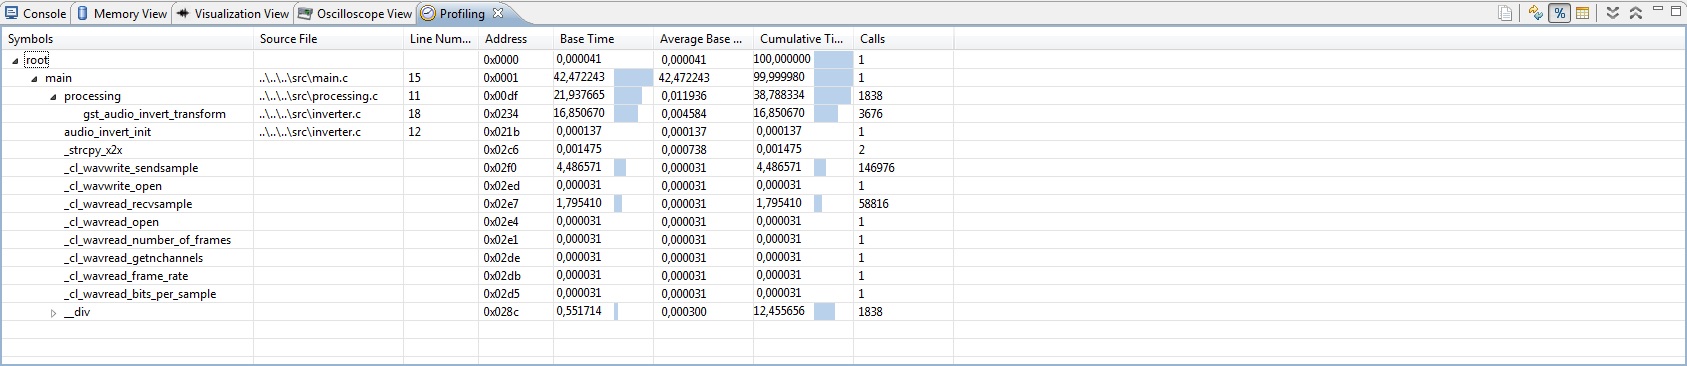 Console Memory View Visualization View Oscilloscope View Profiling %
Symbols Source File Line Num... Address Base Time Average Base ... Cumulative Ti... Calls
root 0x0000 0,000041 0,000041 100,000000 1
main ..\..\..\src\main.c 15 0x0001 42,472243 42,472243 99,999980 1
processing ..\..\..\src\processing.c 11 0x00df 21,937665 0,011936 38,788334 1838
gst_audio_invert_transform ..\..\..\src\inverter.c 18 0x0234 16,850670 0,004584 16,850670 3676
audio_invert_init ..\..\..\src\inverter.c 12 0x021b 0,000137 0,000137 0,000137 1
_strcpy_x2x 0x02c6 0,001475 0,000738 0,001475 2
_cl_wavwrite_sendsample 0x02f0 4,486571 0,000031 4,486571 146976
_cl_wavwrite_open 0x02ed 0,000031 0,000031 0,000031 1
_cl_wavread_recvsample 0x02e7 1,795410 0,000031 1,795410 58816
_cl_wavread_open 0x02e4 0,000031 0,000031 0,000031 1
_cl_wavread_number_of_frames 0x02e1 0,000031 0,000031 0,000031 1
_cl_wavread_getnchannels 0x02de 0,000031 0,000031 0,000031 1
_cl_wavread_frame_rate 0x02db 0,000031 0,000031 0,000031 1
_cl_wavread_bits_per_sample 0x02d5 0,000031 0,000031 0,000031 1
__div 0x028c 0,551714 0,000300 12,455656 1838